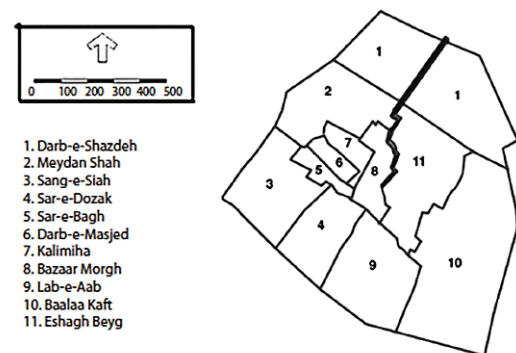 0 100 200 300 400 500
1. Darb-e-Shazdeh
2. Meydan Shah
3. Sang-e-Siah
4. Sar-e-Dozak
5. Sar-e-Bagh
6. Darb-e-Masjed
7. Kalimiha
8. Bazaar Morgh
9. Lab-e-Aab
10. Baalaa Kaft
11. Eshagh Beyg
1
1
2
7
11
6
8
5
3
4
9
10